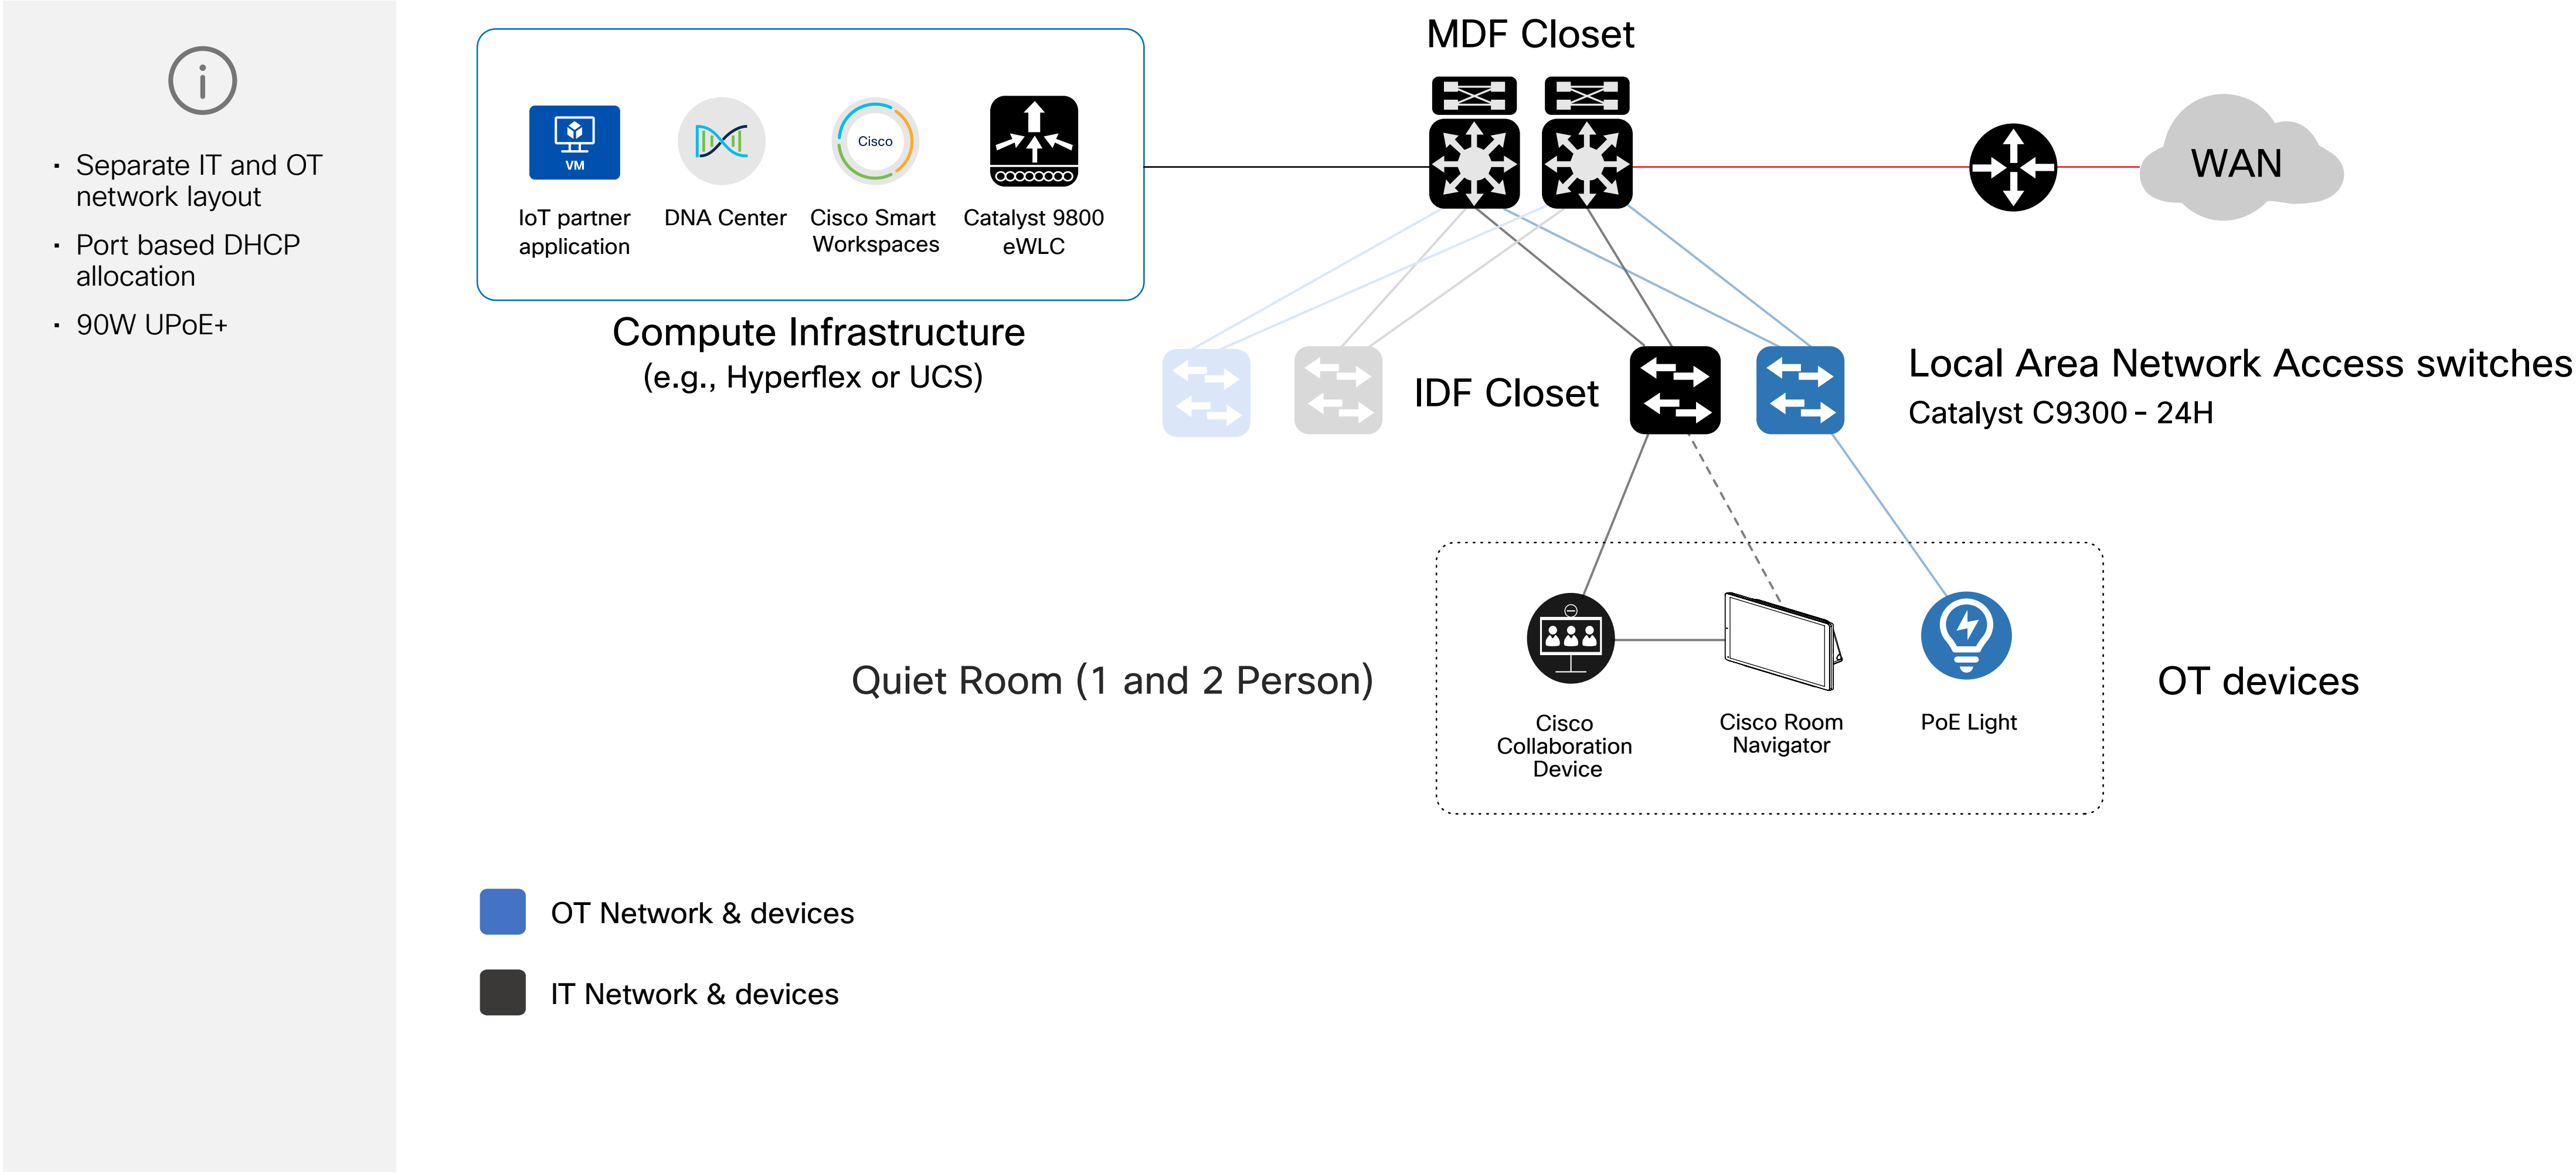 · Separate IT and OT
network layout
· Port based DHCP
allocation
· 90W UPoE+
VM
IoT partner
application
DNA Center
Cisco
Cisco Smart
Workspaces
Catalyst 9800
eWLC
Compute Infrastructure
(e.g., Hyperflex or UCS)
MDF Closet
WAN
IDF Closet
Local Area Network Access switches
Catalyst C9300 - 24H
Quiet Room (1 and 2 Person)
Cisco
Collaboration
Device
Cisco Room
Navigator
PoE Light
OT devices
OT Network & devices
IT Network & devices